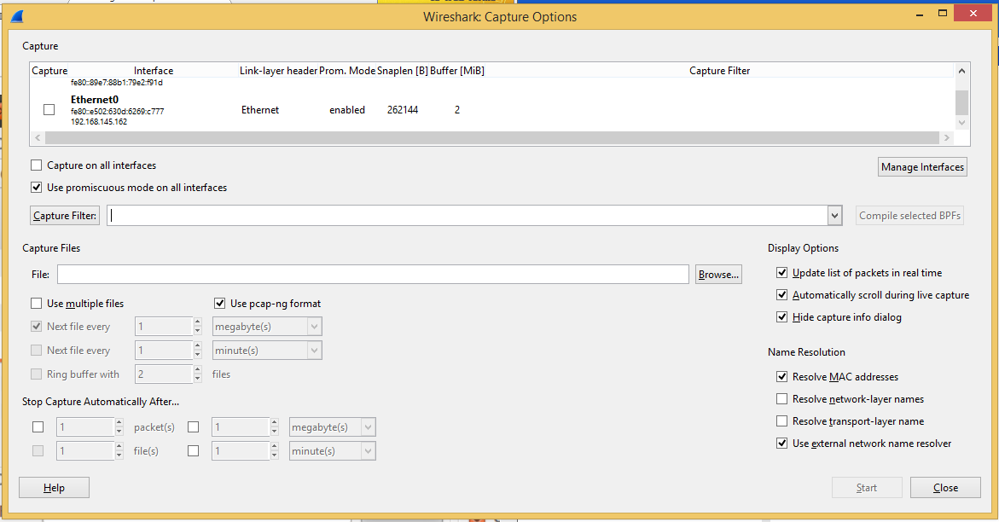 Wireshark: Capture Options
Capture
Capture Interface Link-layer header Prom. Mode Snaplen [B] Buffer [MiB] Capture Filter
fe80::89e7:88b1:79e2:f91d
Ethernet0
fe80::e502:630d:6269:c777 Ethernet enabled 262144 2
192.168.145.162
Capture on all interfaces
Manage Interfaces
Use promiscuous mode on all interfaces
Capture Filter: Compile selected BPFs
Capture Files
File: Browse...
Use multiple files Use pcap-ng format
Next file every 1 megabyte(s)
Next file every 1 minute(s)
Ring buffer with 2 files
Stop Capture Automatically After...
1 packet(s) 1 megabyte(s)
1 file(s) 1 minute(s)
Display Options
Update list of packets in real time
Automatically scroll during live capture
Hide capture info dialog
Name Resolution
Resolve MAC addresses
Resolve network-layer names
Resolve transport-layer name
Use external network name resolver
Help Start Close